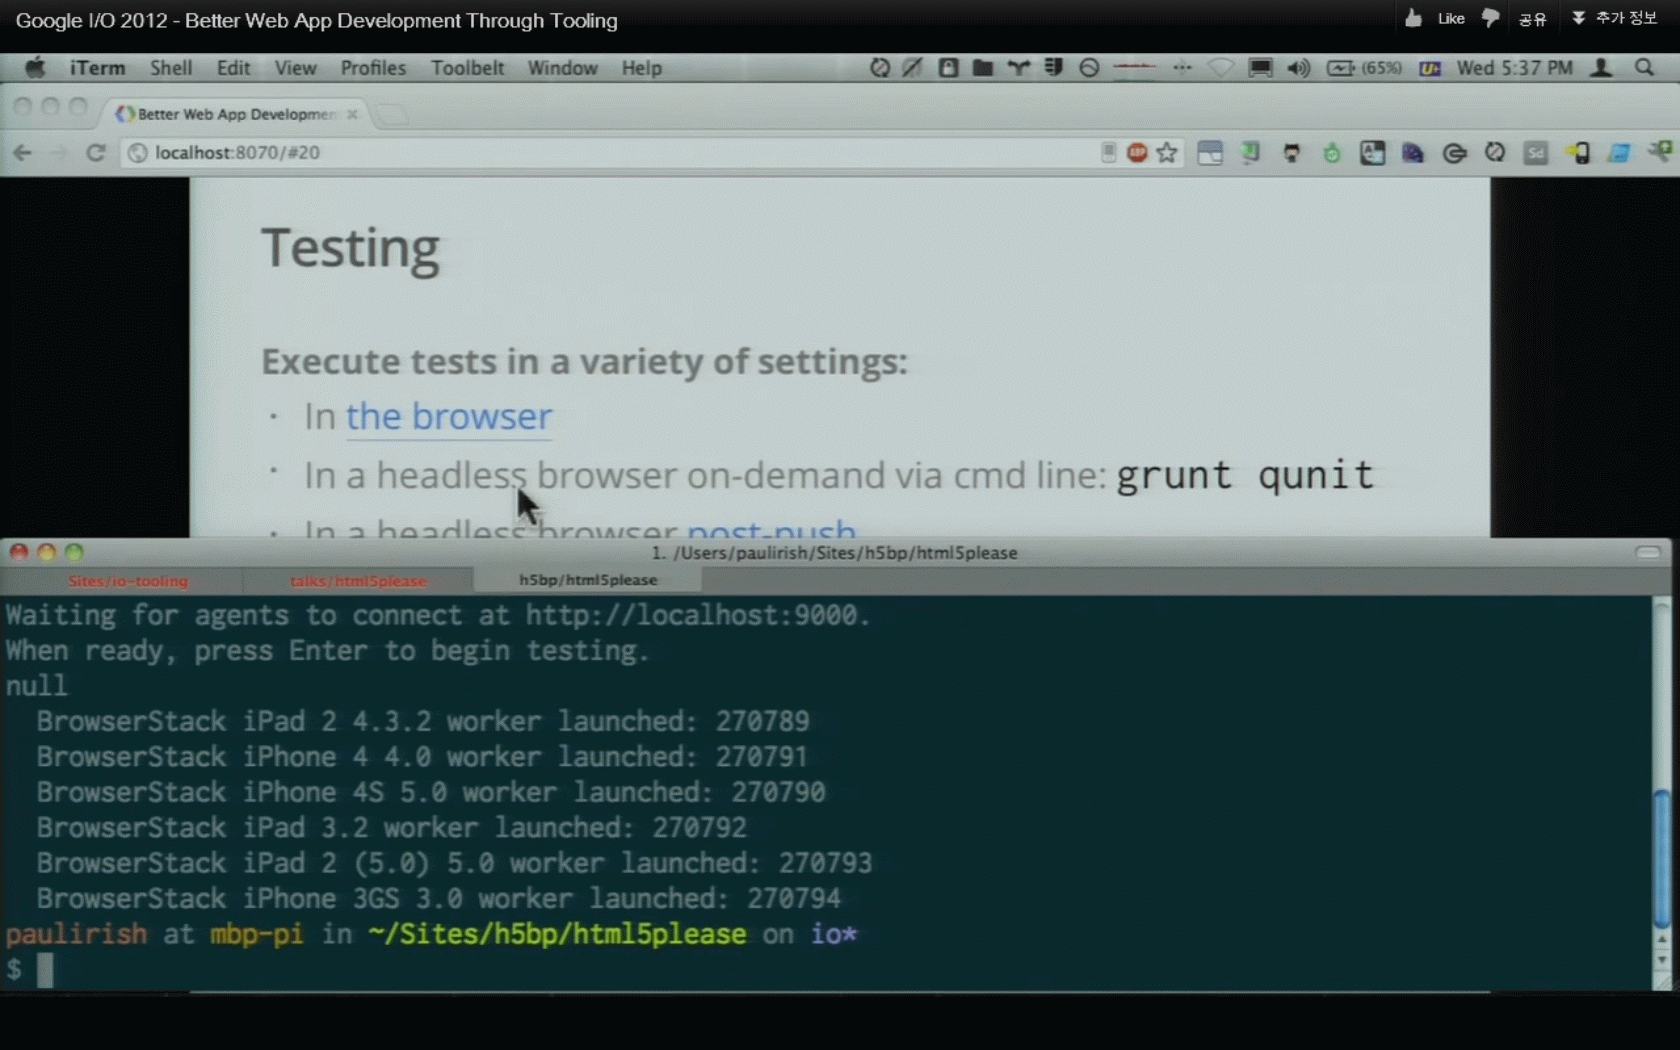 Google I/O 2012 - Better Web App Development Through Tooling
Like 공유 추가 정보
iTerm Shell Edit View Profiles Toolbelt Window Help (65%) Wed 5:37 PM
Better Web App Developmen
localhost:8070/#20
ABP
Sd
Testing
Execute tests in a variety of settings:
· In the browser
· In a headless browser on-demand via cmd line: grunt qunit
· In a headless browser post-push
1. /Users/paulirish/Sites/h5bp/html5please
Sites/io-tooling talks/html5please h5bp/html5please
Waiting for agents to connect at http://localhost:9000.
When ready, press Enter to begin testing.
null
BrowserStack iPad 2 4.3.2 worker launched: 270789
BrowserStack iPhone 4 4.0 worker launched: 270791
BrowserStack iPhone 4S 5.0 worker launched: 270790
BrowserStack iPad 3.2 worker launched: 270792
BrowserStack iPad 2 (5.0) 5.0 worker launched: 270793
BrowserStack iPhone 3GS 3.0 worker launched: 270794
paulirish at mbp-pi in ~/Sites/h5bp/html5please on io*
$